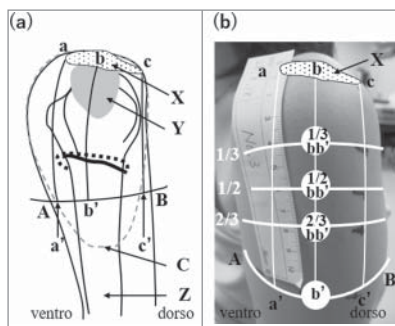 (a)
a
b
c
X
Y
A
b'
B
a'
c'
C
Z
ventro
dorso
(b)
X
a
b
c
1/3
1/3
bb'
1/2
1/2
bb'
2/3
2/3
bb'
A
B
a'
b'
c'
ventro
dorso